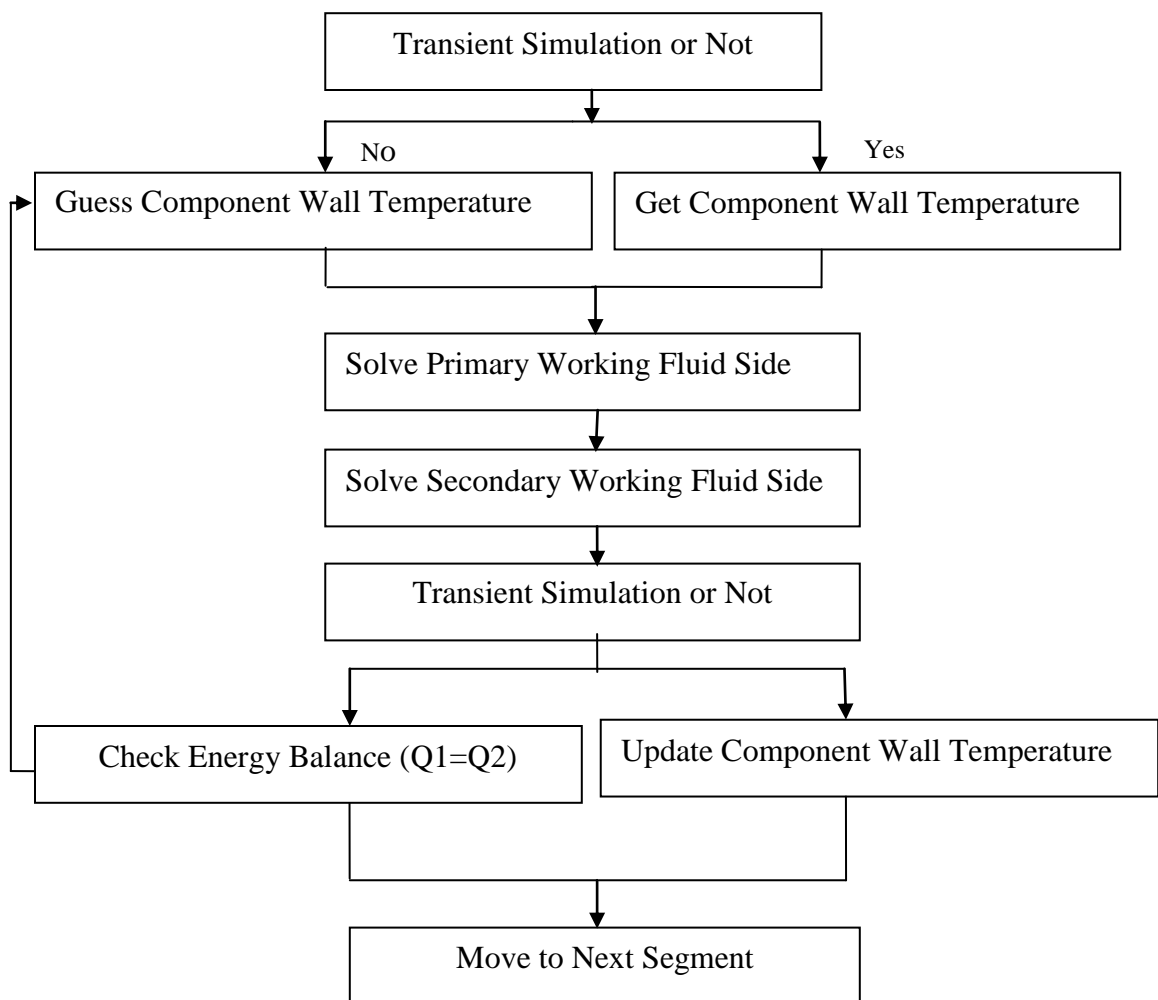 Transient Simulation or Not
No
Yes
Guess Component Wall Temperature
Get Component Wall Temperature
Solve Primary Working Fluid Side
Solve Secondary Working Fluid Side
Transient Simulation or Not
Check Energy Balance (Q1=Q2)
Update Component Wall Temperature
Move to Next Segment